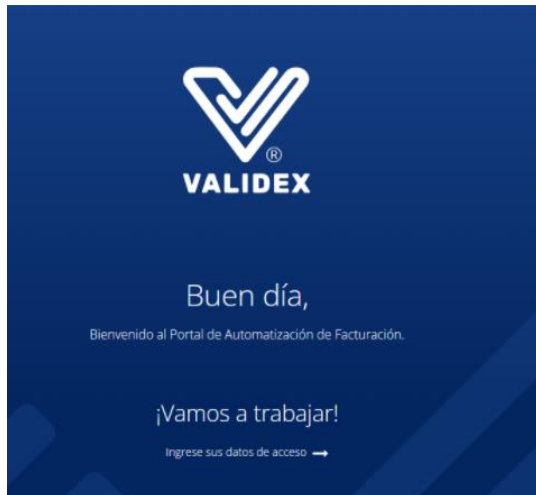 ®
VALIDEX
Buen día,
Bienvenido al Portal de Automatización de Facturación.
¡Vamos a trabajar!
Ingrese sus datos de acceso →